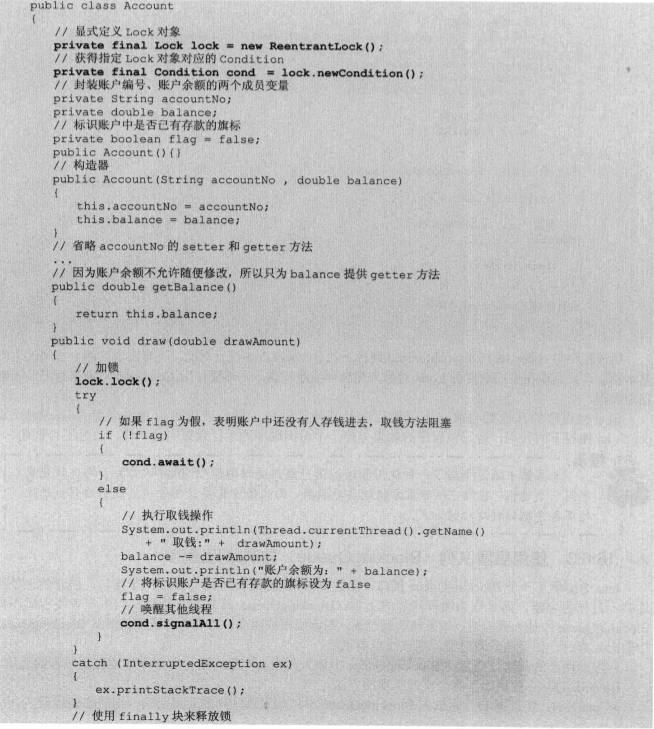 public class Account
{
// 显式定义 Lock 对象
private final Lock lock = new ReentrantLock();
// 获得指定 Lock 对象对应的 Condition
private final Condition cond = lock.newCondition();
// 封装账户编号、账户余额的两个成员变量
private String accountNo;
private double balance;
// 标识账户中是否已有存款的旗标
private boolean flag = false;
public Account(){}
// 构造器
public Account(String accountNo , double balance)
{
this.accountNo = accountNo;
this.balance = balance;
}
// 省略 accountNo 的 setter 和 getter 方法
...
// 因为账户余额不允许随便修改，所以只为 balance 提供 getter 方法
public double getBalance()
{
return this.balance;
}
public void draw(double drawAmount)
{
// 加锁
lock.lock();
try
{
// 如果 flag 为假，表明账户中还没有人存钱进去，取钱方法阻塞
if (!flag)
{
cond.await();
}
else
{
// 执行取钱操作
System.out.println(Thread.currentThread().getName()
+ " 取钱:" + drawAmount);
balance -= drawAmount;
System.out.println("账户余额为: " + balance);
// 将标识账户是否已有存款的旗标设为 false
flag = false;
// 唤醒其他线程
cond.signalAll();
}
}
catch (InterruptedException ex)
{
ex.printStackTrace();
}
// 使用 finally 块来释放锁